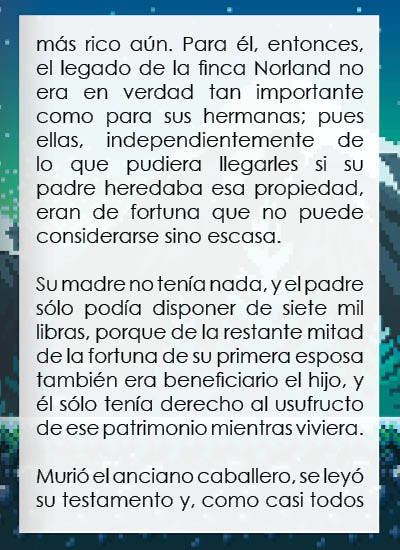 más rico aún. Para él, entonces,
el legado de la finca Norland no
era en verdad tan importante
como para sus hermanas; pues
ellas, independientemente de
lo que pudiera llegarles si su
padre heredaba esa propiedad,
eran de fortuna que no puede
considerarse sino escasa.
Su madre no tenía nada, y el padre
sólo podía disponer de siete mil
libras, porque de la restante mitad
de la fortuna de su primera esposa
también era beneficiario el hijo, y
él sólo tenía derecho al usufructo
de ese patrimonio mientras viviera.
Murió el anciano caballero, se leyó
su testamento y, como casi todos